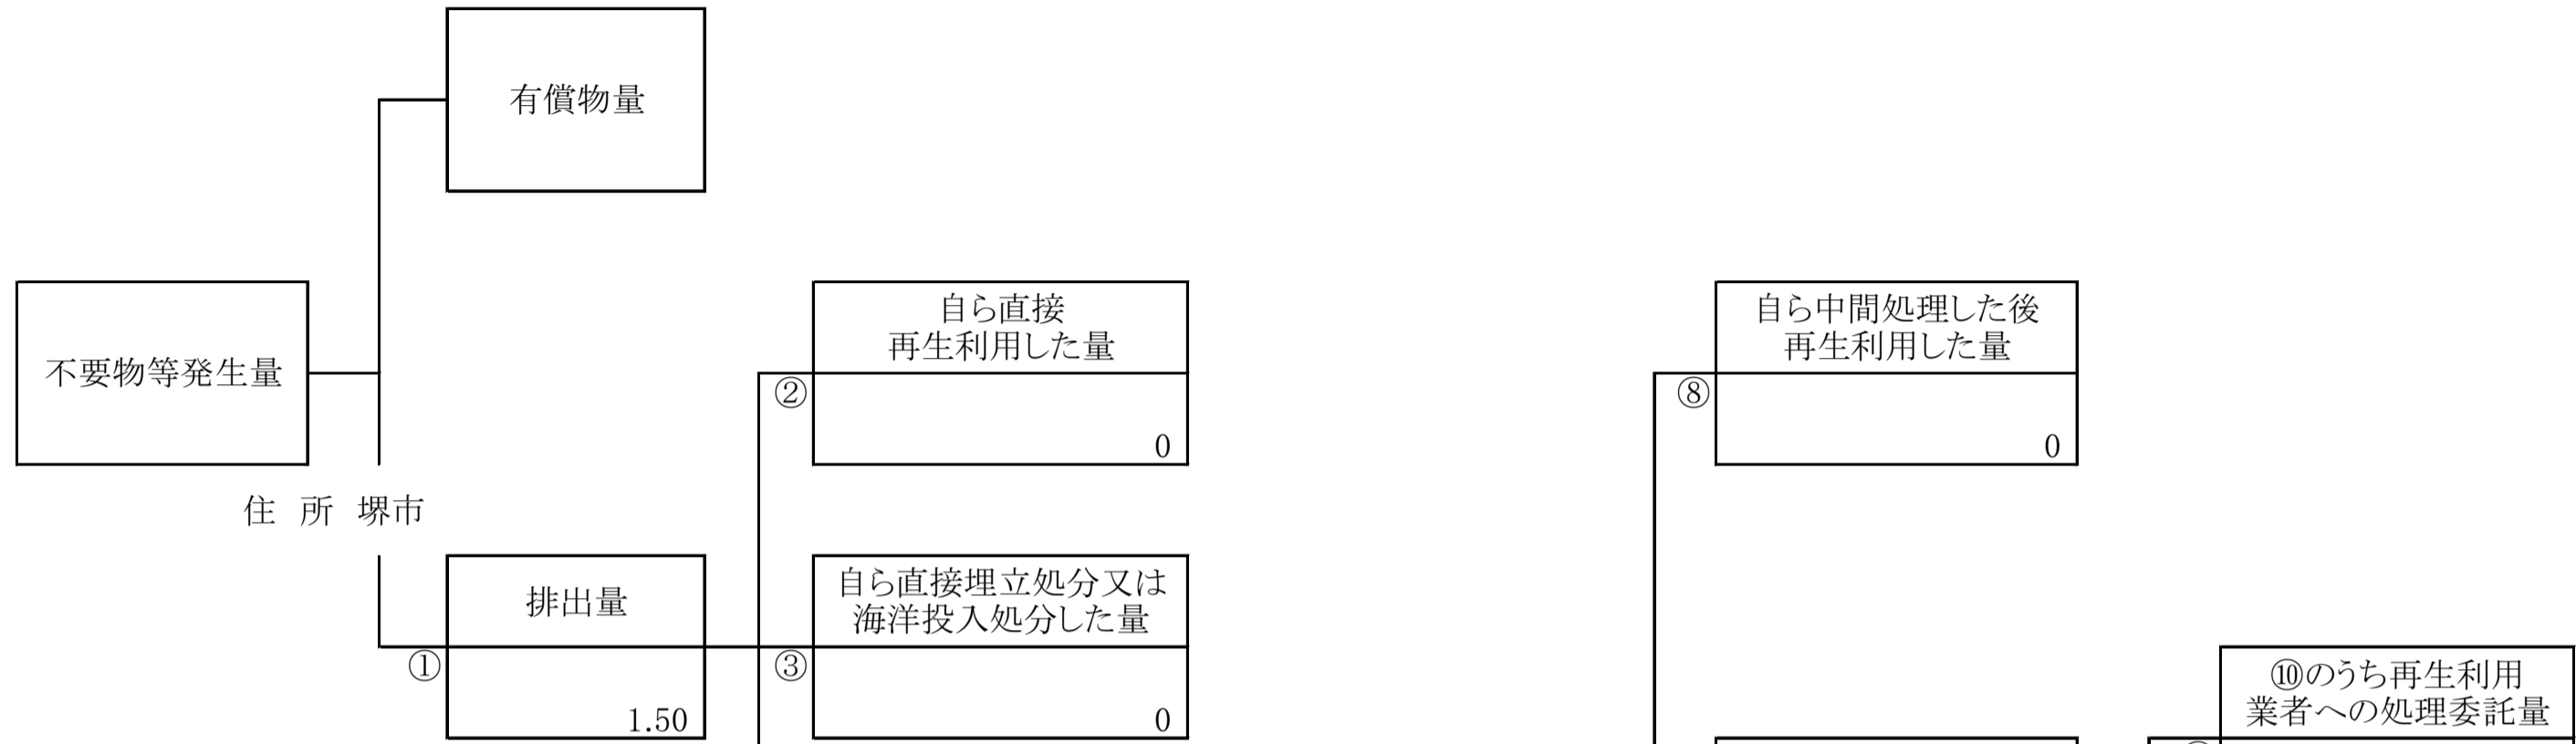 有償物量
不要物等発生量
自ら直接
再生利用した量
②
0
自ら中間処理した後
再生利用した量
⑧
0
住 所 堺市
排出量
①
1.50
自ら直接埋立処分又は
海洋投入処分した量
③
0
⑩のうち再生利用
業者への処理委託量